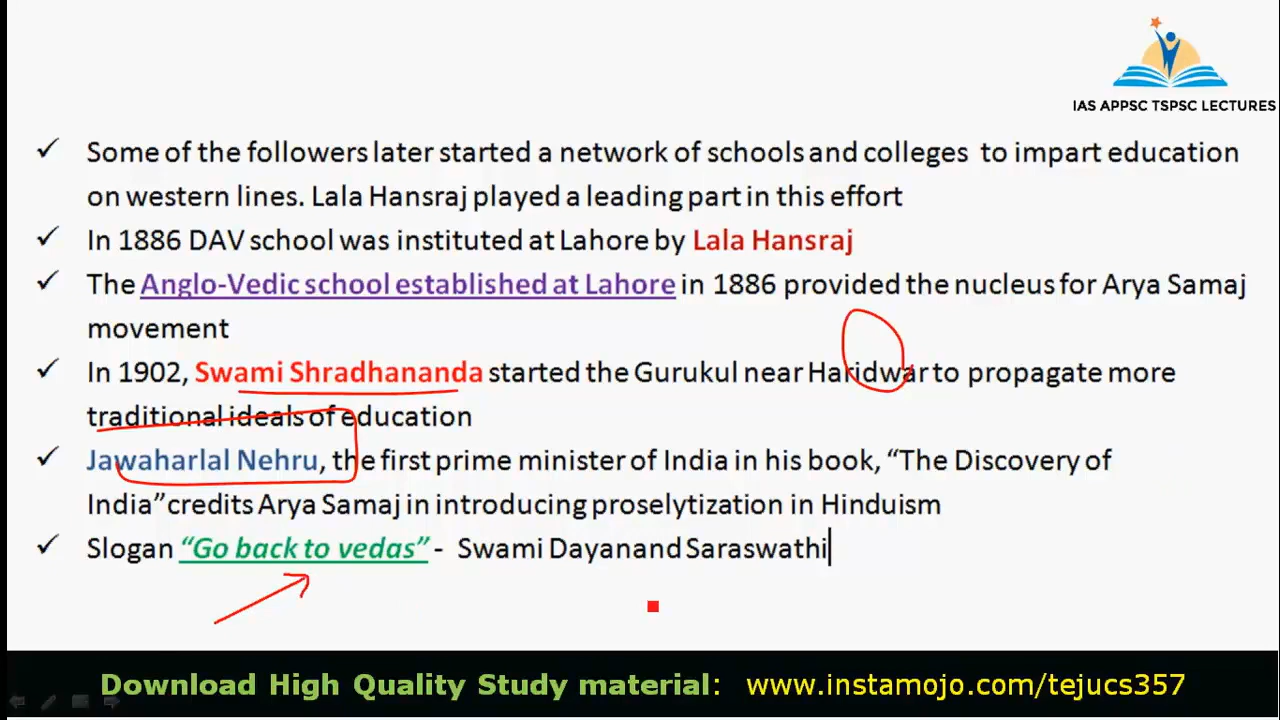 IAS APPSC TSPSC LECTURES
✓ Some of the followers later started a network of schools and colleges to impart education
on western lines. Lala Hansraj played a leading part in this effort
✓ In 1886 DAV school was instituted at Lahore by Lala Hansraj
✓ The Anglo-Vedic school established at Lahore in 1886 provided the nucleus for Arya Samaj
movement
✓ In 1902, Swami Shradhananda started the Gurukul near Haridwar to propagate more
traditional ideals of education
✓ Jawaharlal Nehru, the first prime minister of India in his book, “The Discovery of
India”credits Arya Samaj in introducing proselytization in Hinduism
✓ Slogan “Go back to vedas” - Swami Dayanand Saraswathi
Download High Quality Study material: www.instamojo.com/tejucs357